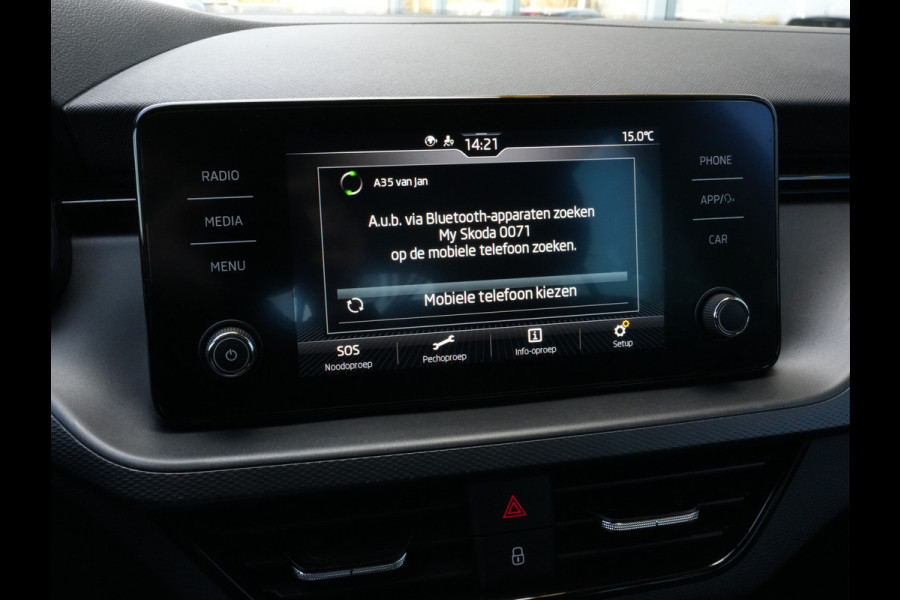 14:21
15.0°C
RADIO
MEDIA
MENU
A35 van Jan
A.u.b. via Bluetooth-apparaten zoeken
My Skoda 0071
op de mobiele telefoon zoeken.
Mobiele telefoon kiezen
SOS
Noodoproep
Pechoproep
Info-oproep
Setup
PHONE
APP/
CAR